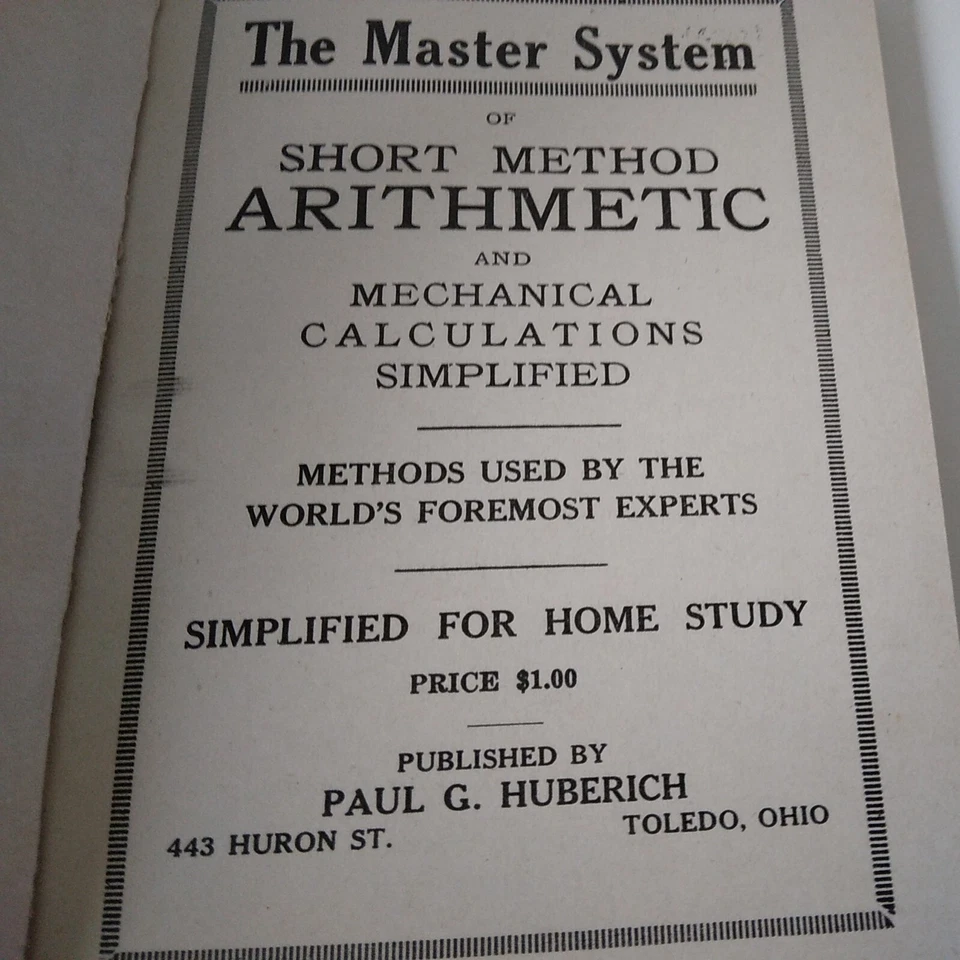 The Master System
OF
SHORT METHOD
ARITHMETIC
AND
MECHANICAL
CALCULATIONS
SIMPLIFIED
METHODS USED BY THE
WORLD'S FOREMOST EXPERTS
SIMPLIFIED FOR HOME STUDY
PRICE $1.00
PUBLISHED BY
PAUL G. HUBERICH
443 HURON ST. TOLEDO, OHIO